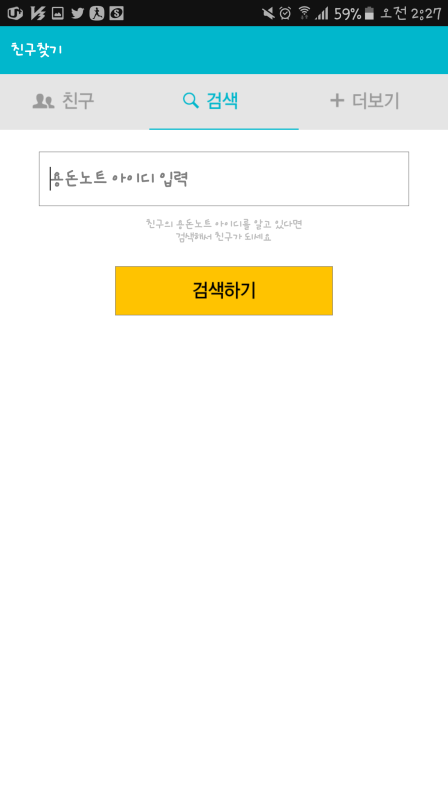 59% 오전 2:27
친구찾기
친구 검색 더보기
용돈노트 아이디 입력
친구의 용돈노트 아이디를 알고 있다면
검색해서 친구가 되세요
검색하기